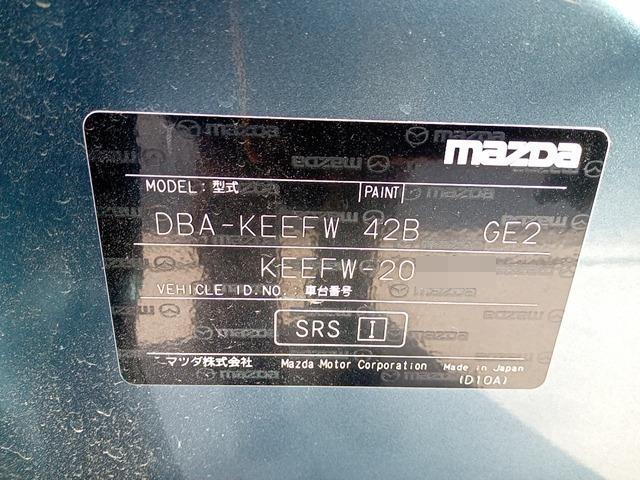 mazda
MODEL: 型式 PAINT
DBA-KEEFW 42B GE2
KEEFW-20
VEHICLE ID.NO.: 車台番号
SRS I
マツダ株式会社 Mazda Motor Corporation Made in Japan
(D10A)